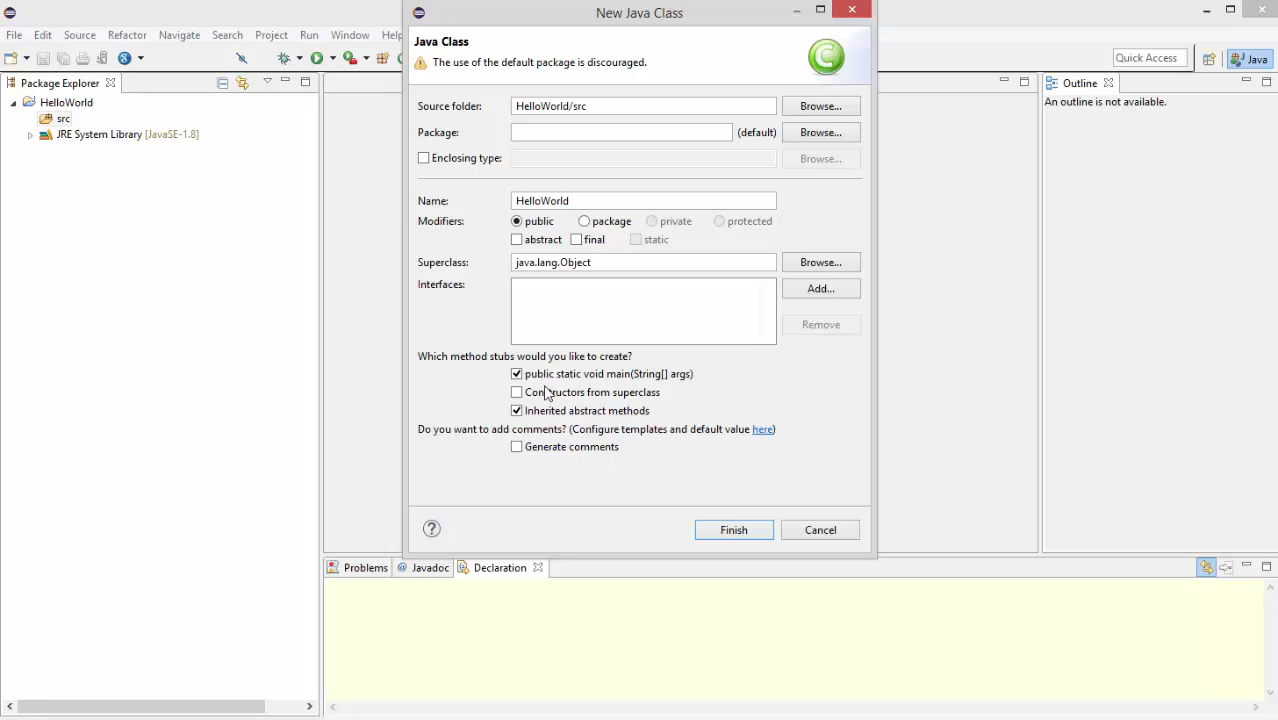 New Java Class
File Edit Source Refactor Navigate Search Project Run Window Help
Quick Access
Java
Package Explorer
HelloWorld
src
JRE System Library [JavaSE-1.8]
Java Class
The use of the default package is discouraged.
Source folder: HelloWorld/src Browse...
Package: (default) Browse...
Enclosing type: Browse...
Name: HelloWorld
Modifiers: public package private protected
abstract final static
Superclass: java.lang.Object Browse...
Interfaces: Add...
Remove
Which method stubs would you like to create?
public static void main(String[] args)
Constructors from superclass
Inherited abstract methods
Do you want to add comments? (Configure templates and default value here)
Generate comments
? Finish Cancel
Outline
An outline is not available.
Problems @ Javadoc Declaration